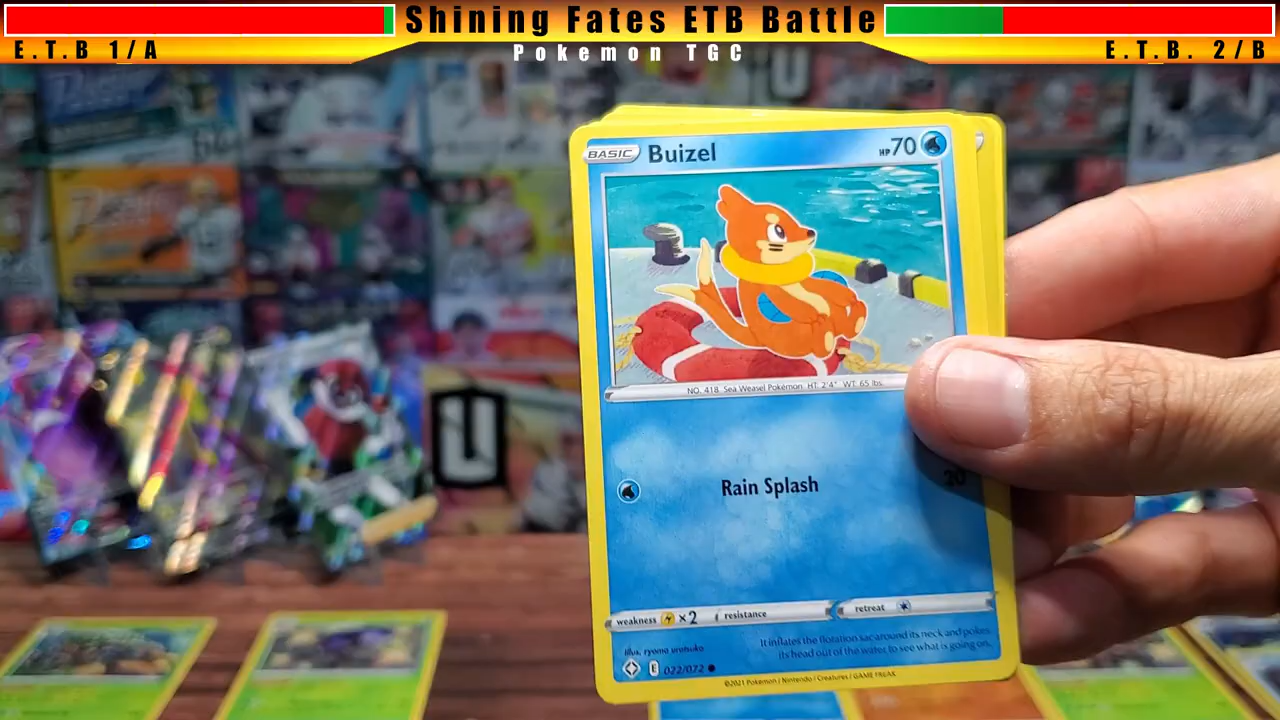 Shining Fates ETB Battle
E.T.B 1/A
Pokemon TGC
E.T.B. 2/B
BASIC Buizel HP 70
NO. 418 Sea Weasel Pokémon HT: 2'4" WT: 65 lbs.
Rain Splash 20
weakness ×2 resistance retreat
It inflates the flotation sac around its neck and pokes
its head out of the water to see what is going on.
Illus. ryoma uratsuka
E 022/072
©2021 Pokémon / Nintendo / Creatures / GAME FREAK
U